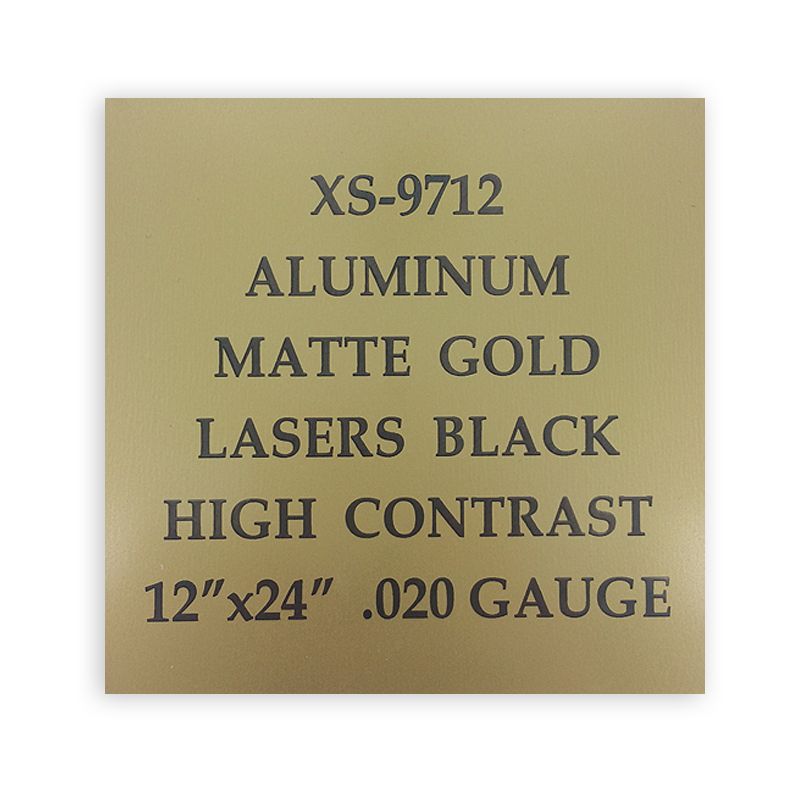 XS-9712
ALUMINUM
MATTE GOLD
LASERS BLACK
HIGH CONTRAST
12"x24" .020 GAUGE